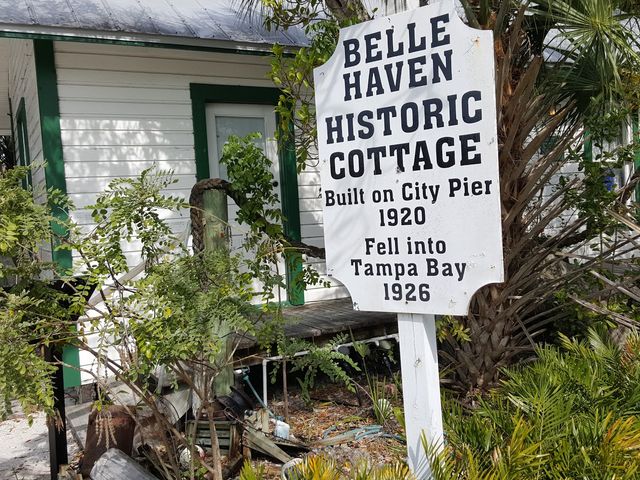 BELLE
HAVEN
HISTORIC
COTTAGE
Built on City Pier
1920
Fell into
Tampa Bay
1926